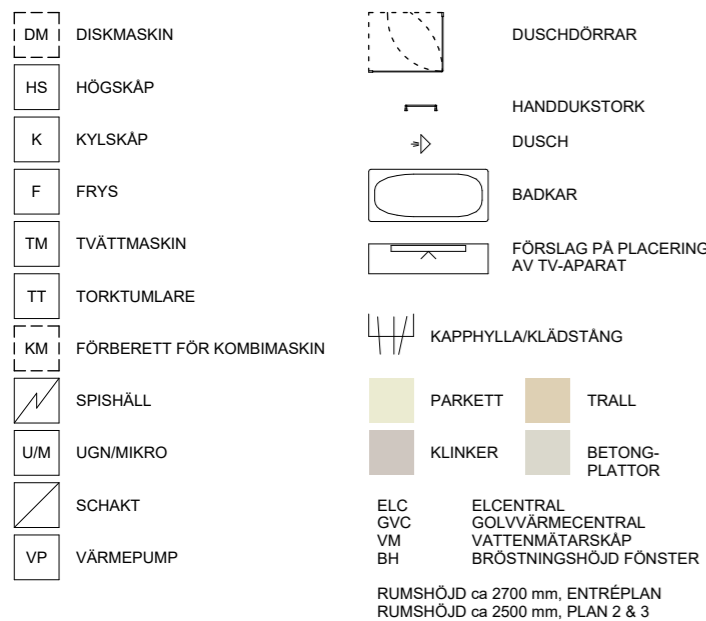 DM DISKMASKIN
HS HÖGSKÅP
K KYLSKÅP
F FRYS
TM TVÄTTMASKIN
TT TORKTUMLARE
KM FÖRBERETT FÖR KOMBIMASKIN
SPISHÄLL
U/M UGN/MIKRO
SCHAKT
VP VÄRMEPUMP
DUSCHDÖRRAR
HANDDUKSTORK
DUSCH
BADKAR
FÖRSLAG PÅ PLACERING
AV TV-APARAT
KAPPHYLLA/KLÄDSTÅNG
PARKETT TRALL
KLINKER BETONG-
PLATTOR
ELC ELCENTRAL
GVC GOLVVÄRMECENTRAL
VM VATTENMÄTARSKÅP
BH BRÖSTNINGSHÖJD FÖNSTER
RUMSHÖJD ca 2700 mm, ENTRÉPLAN
RUMSHÖJD ca 2500 mm, PLAN 2 & 3